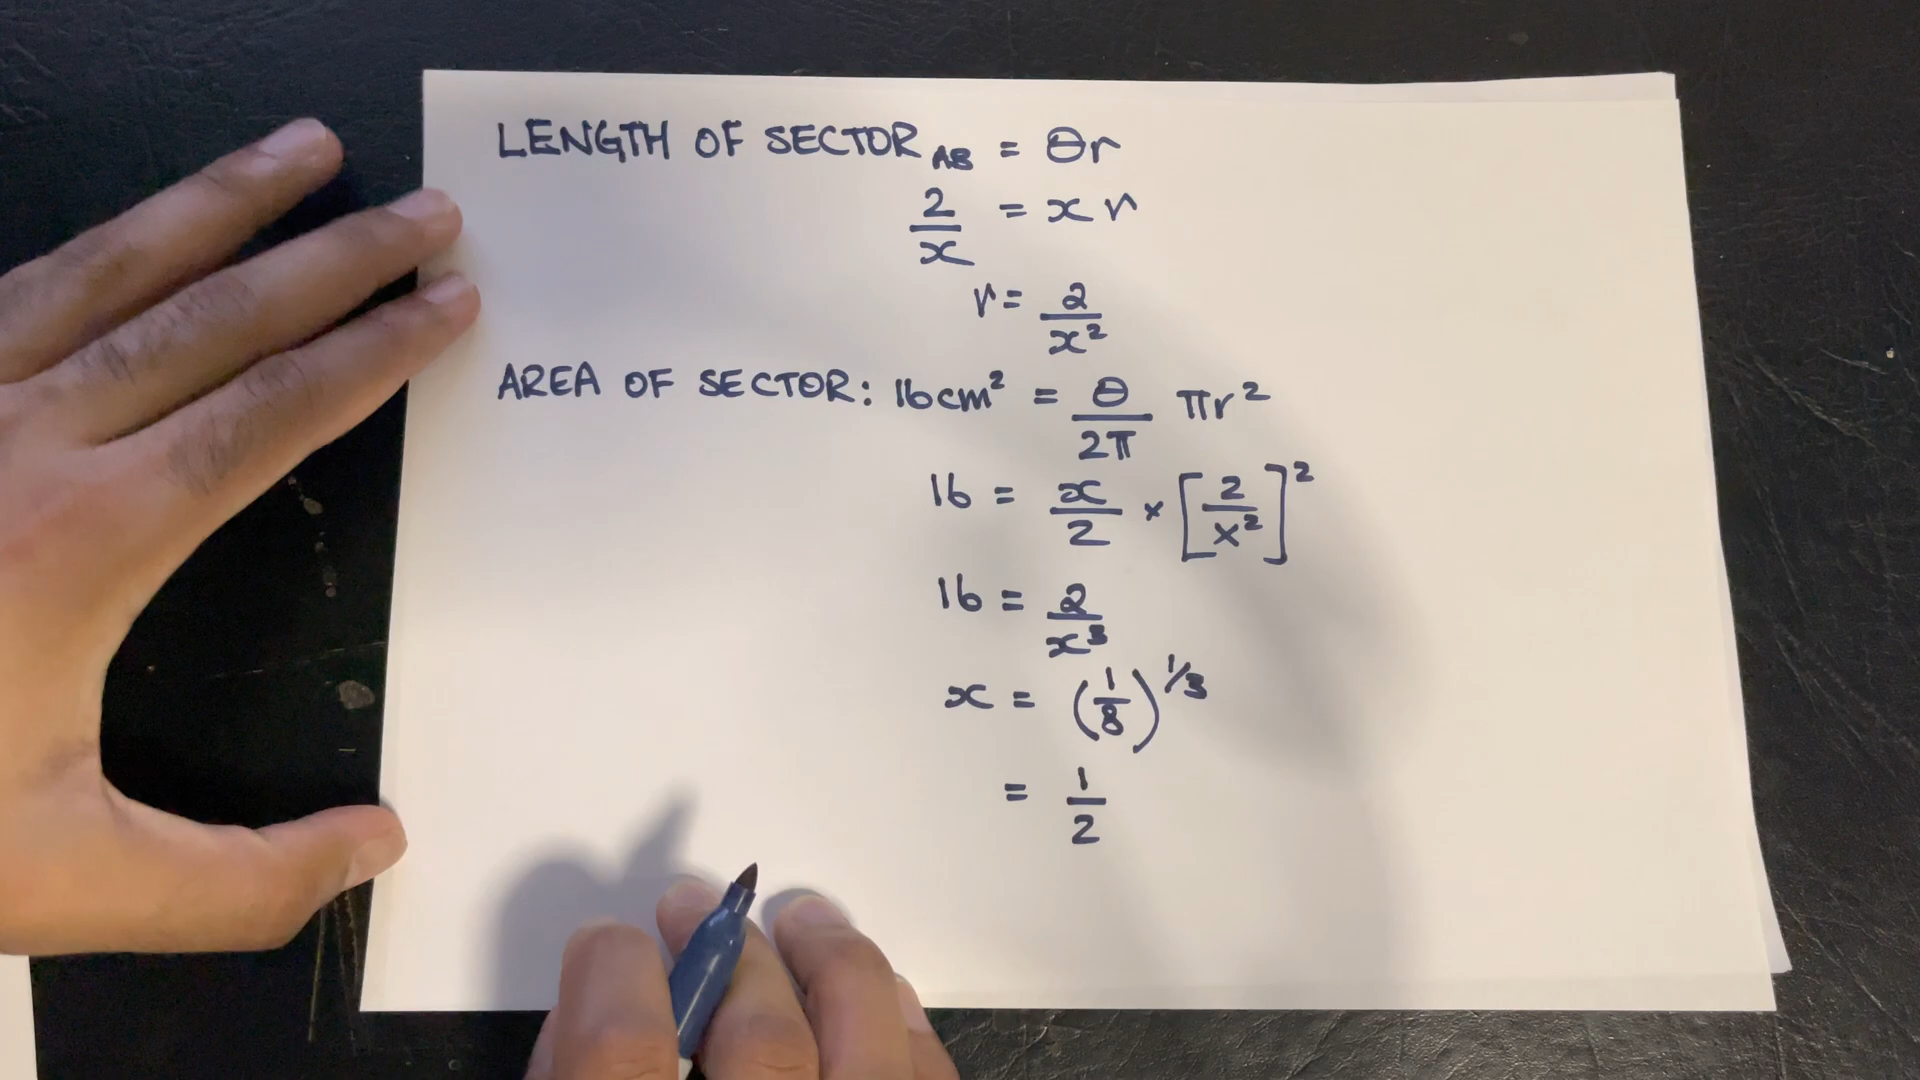 LENGTH OF SECTOR AB = θr
2/x = x r
r = 2/x²
AREA OF SECTOR: 16cm² = θ/2π πr²
16 = x/2 × [2/x²]²
16 = 2/x³
x = (1/8)^1/3
= 1/2